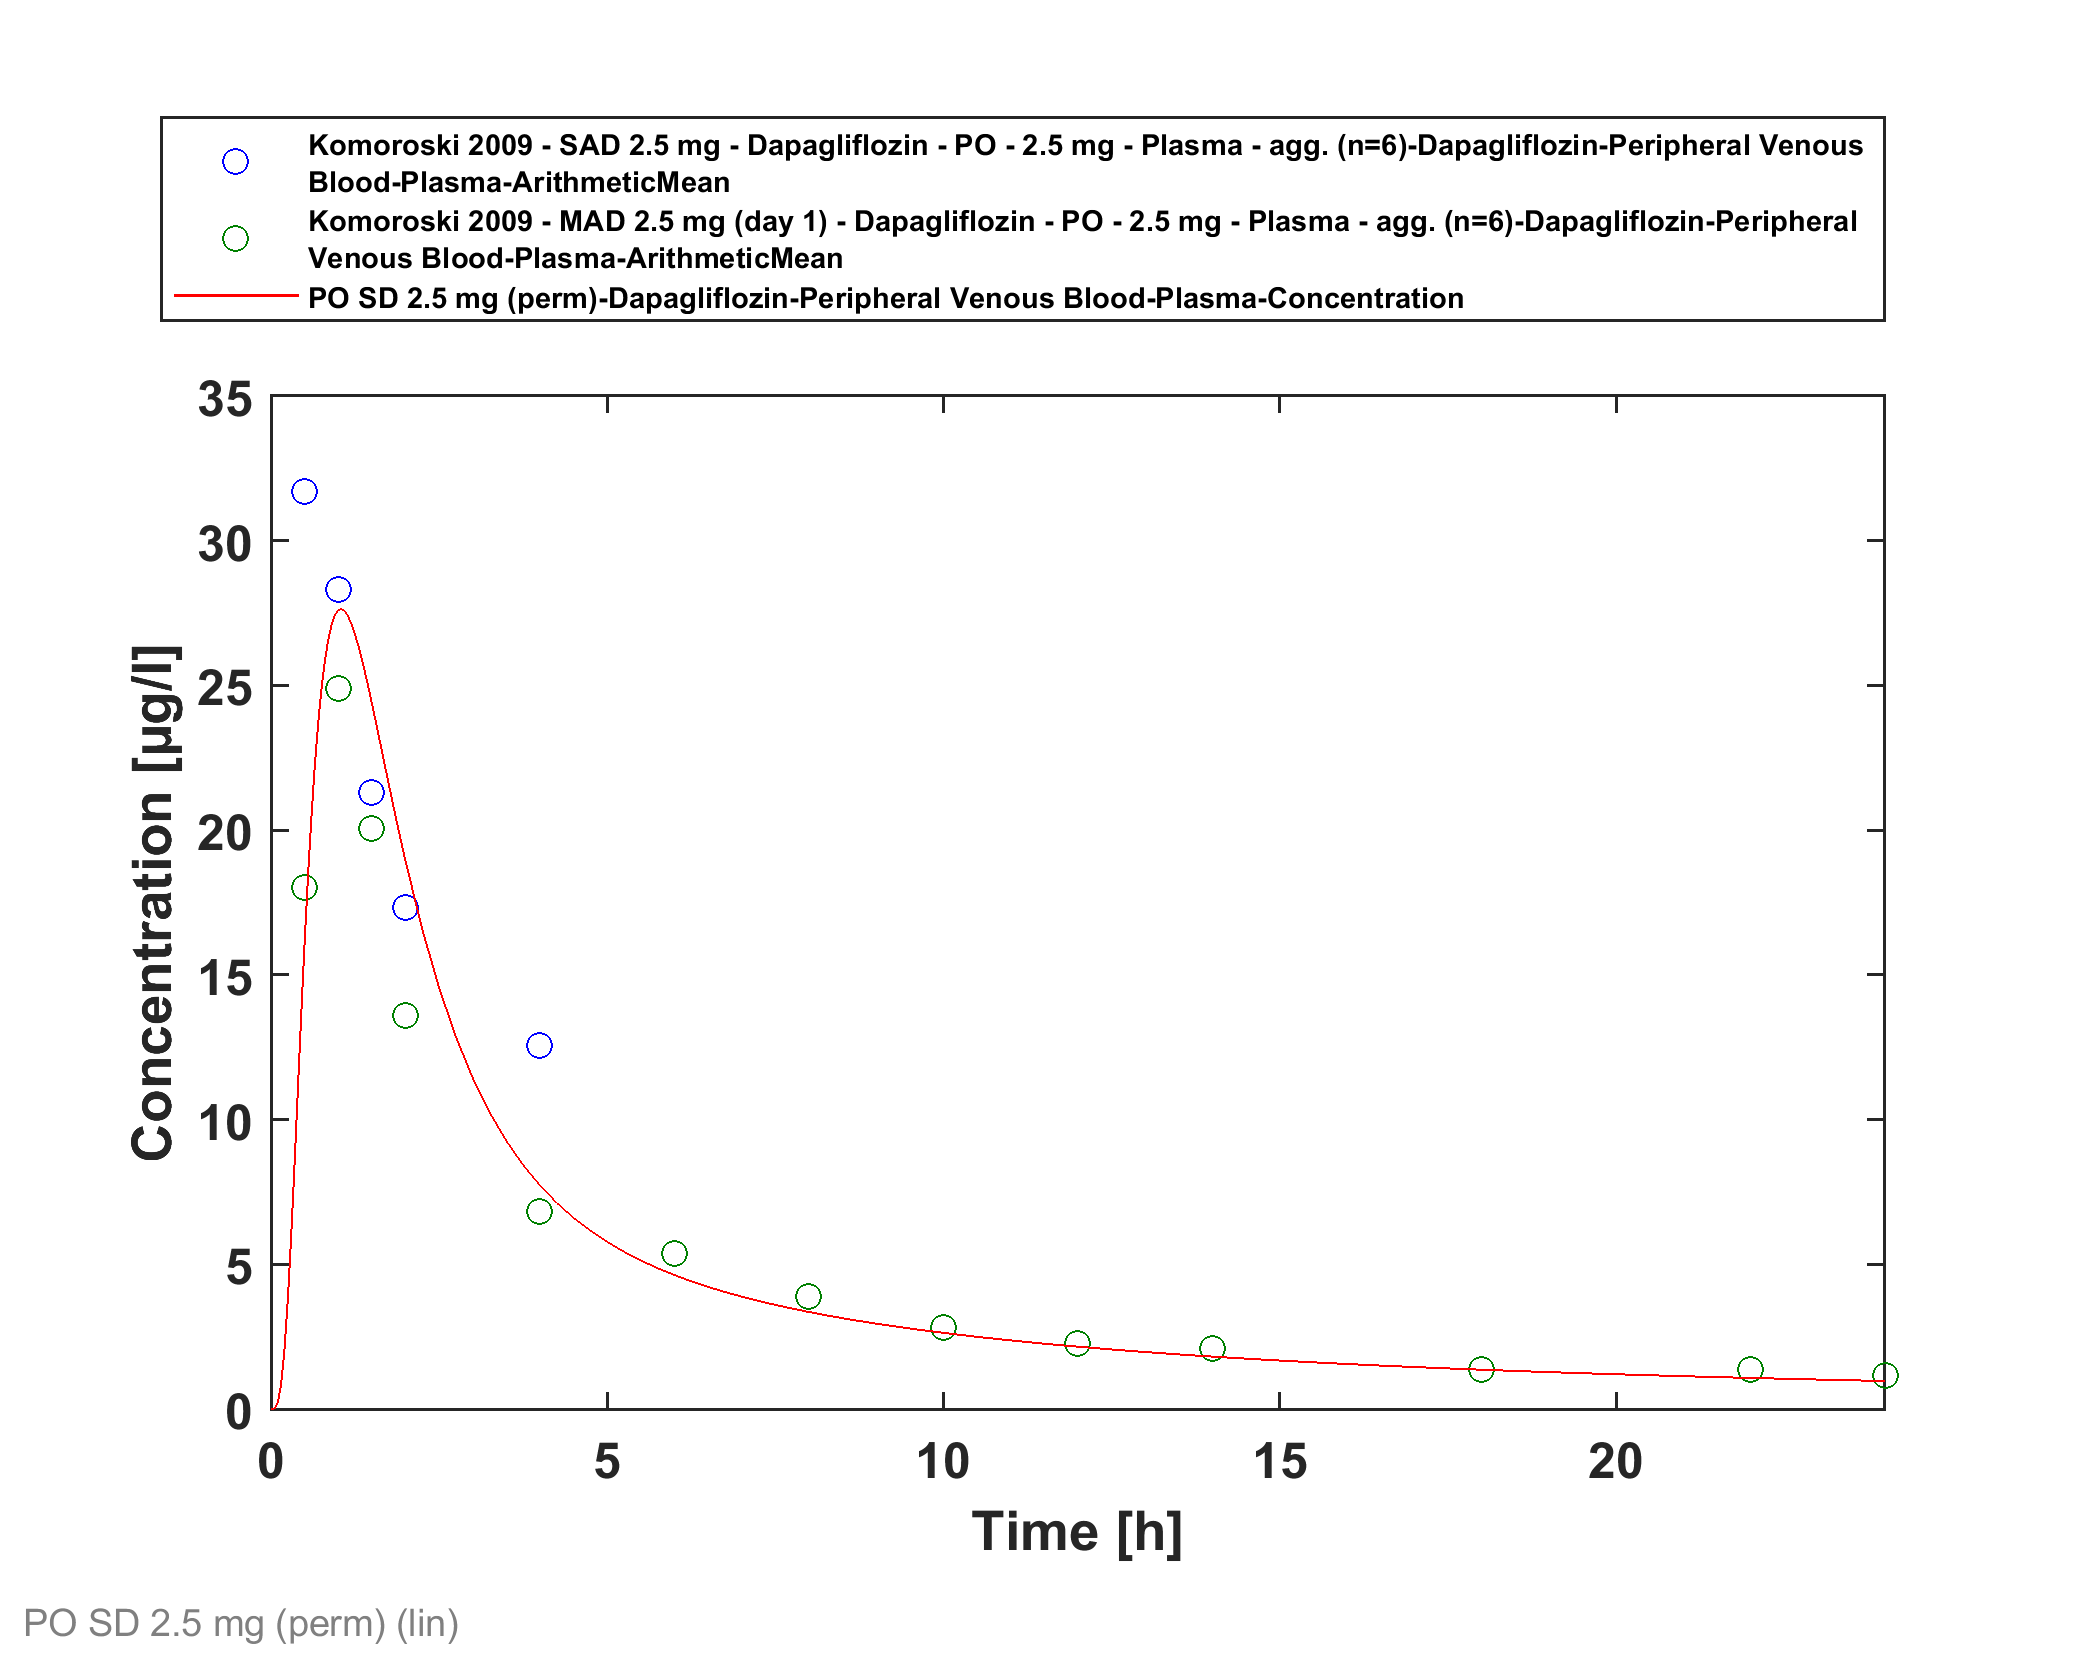 Komoroski 2009 - SAD 2.5 mg - Dapagliflozin - PO - 2.5 mg - Plasma - agg. (n=6)-Dapagliflozin-Peripheral Venous
Blood-Plasma-ArithmeticMean
Komoroski 2009 - MAD 2.5 mg (day 1) - Dapagliflozin - PO - 2.5 mg - Plasma - agg. (n=6)-Dapagliflozin-Peripheral
Venous Blood-Plasma-ArithmeticMean
PO SD 2.5 mg (perm)-Dapagliflozin-Peripheral Venous Blood-Plasma-Concentration
35
30
25
20
15
10
5
0
Concentration [µg/l]
0 5 10 15 20
Time [h]
PO SD 2.5 mg (perm) (lin)